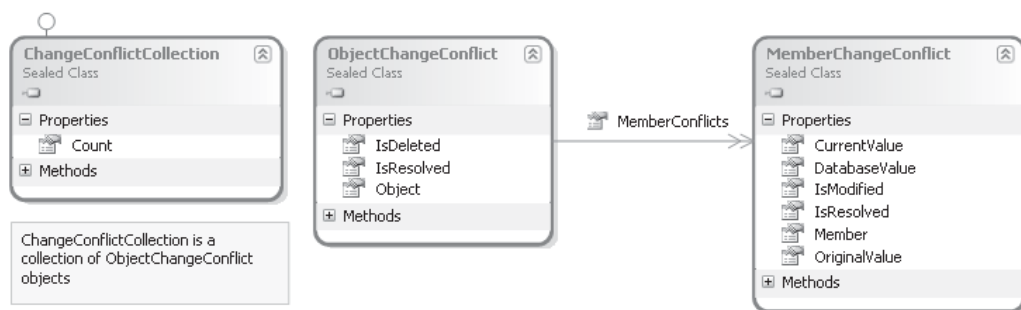 ChangeConflictCollection
Sealed Class
Properties
Count
Methods
ChangeConflictCollection is a
collection of ObjectChangeConflict
objects
ObjectChangeConflict
Sealed Class
Properties
IsDeleted
IsResolved
Object
Methods
MemberConflicts
MemberChangeConflict
Sealed Class
Properties
CurrentValue
DatabaseValue
IsModified
IsResolved
Member
OriginalValue
Methods